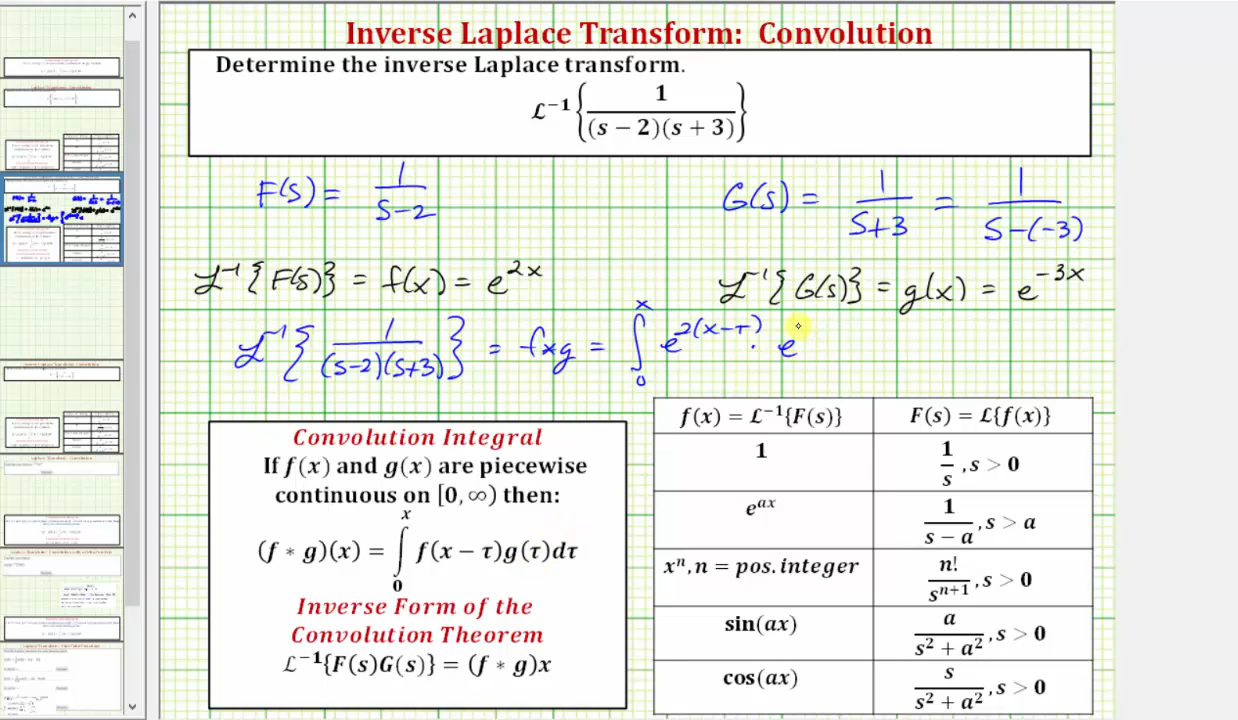 Inverse Laplace Transform: Convolution
Determine the inverse Laplace transform.
ℒ⁻¹{1/((s − 2)(s + 3))}
F(s) = 1/(s-2)
G(s) = 1/(s+3) = 1/(s-(-3))
ℒ⁻¹{F(s)} = f(x) = e^(2x)
ℒ⁻¹{G(s)} = g(x) = e^(-3x)
ℒ⁻¹{1/((s-2)(s+3))} = f*g = ∫₀ˣ e^(2(x-τ)) · e
Convolution Integral
If f(x) and g(x) are piecewise
continuous on [0, ∞) then:
(f * g)(x) = ∫₀ˣ f(x − τ)g(τ)dτ
Inverse Form of the
Convolution Theorem
ℒ⁻¹{F(s)G(s)} = (f * g)x
f(x) = ℒ⁻¹{F(s)} F(s) = ℒ{f(x)}
1 1/s, s > 0
e^(ax) 1/(s − a), s > a
xⁿ, n = pos. integer n!/s^(n+1), s > 0
sin(ax) a/(s² + a²), s > 0
cos(ax) s/(s² + a²), s > 0